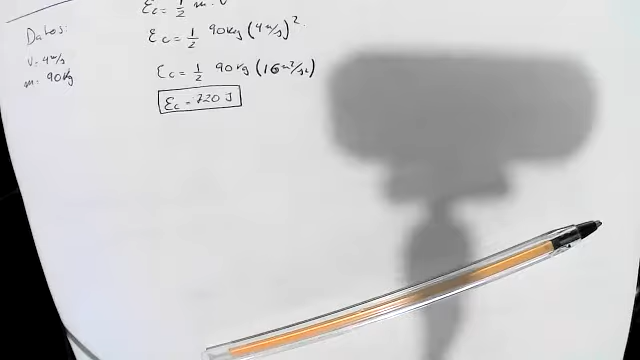 Ec = 1/2 m · v
Datos:
Ec = 1/2 90kg (4 m/s)²
v = 4 m/s
m: 90kg
Ec = 1/2 90kg (16 m²/s²)
Ec = 720 J